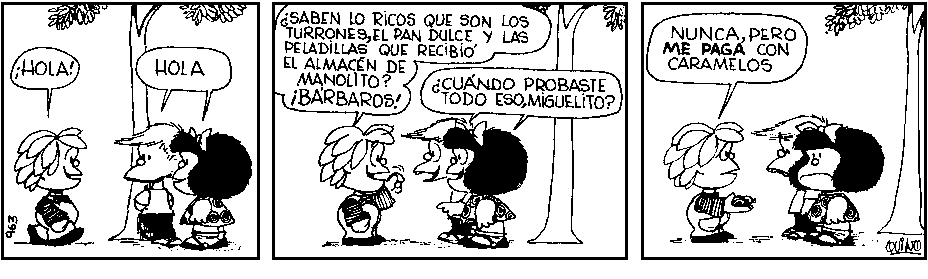 ¡HOLA!
HOLA
963
¿SABEN LO RICOS QUE SON LOS
TURRONES, EL PAN DULCE Y LAS
PELADILLAS QUE RECIBIÓ
EL ALMACÉN DE
MANOLITO?
¡BÁRBAROS!
¿CUÁNDO PROBASTE
TODO ESO, MIGUELITO?
NUNCA, PERO
ME PAGA CON
CARAMELOS
QUINO